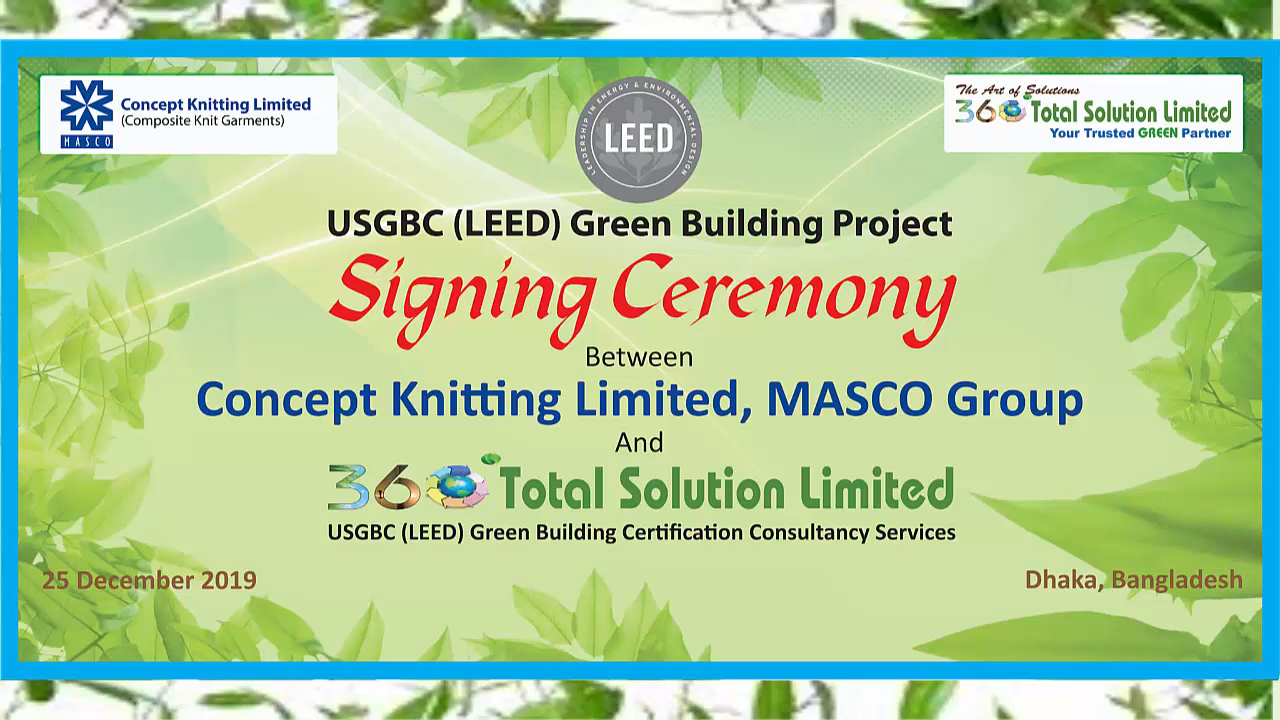 Concept Knitting Limited
(Composite Knit Garments)
MASCO
LEADERSHIP IN ENERGY & ENVIRONMENTAL DESIGN
LEED
The Art of Solutions
360° Total Solution Limited
Your Trusted GREEN Partner
USGBC (LEED) Green Building Project
Signing Ceremony
Between
Concept Knitting Limited, MASCO Group
And
360° Total Solution Limited
USGBC (LEED) Green Building Certification Consultancy Services
25 December 2019
Dhaka, Bangladesh